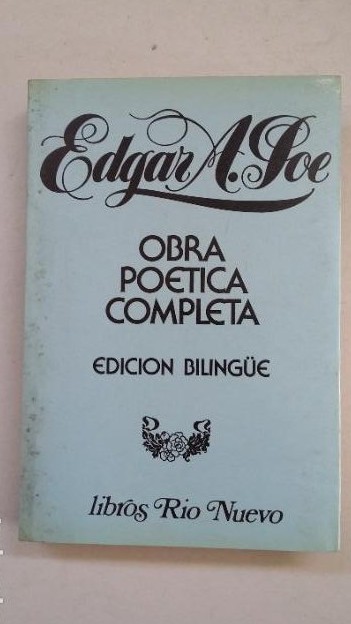 Edgar A. Poe
OBRA
POETICA
COMPLETA
EDICION BILINGÜE
libros Rio Nuevo